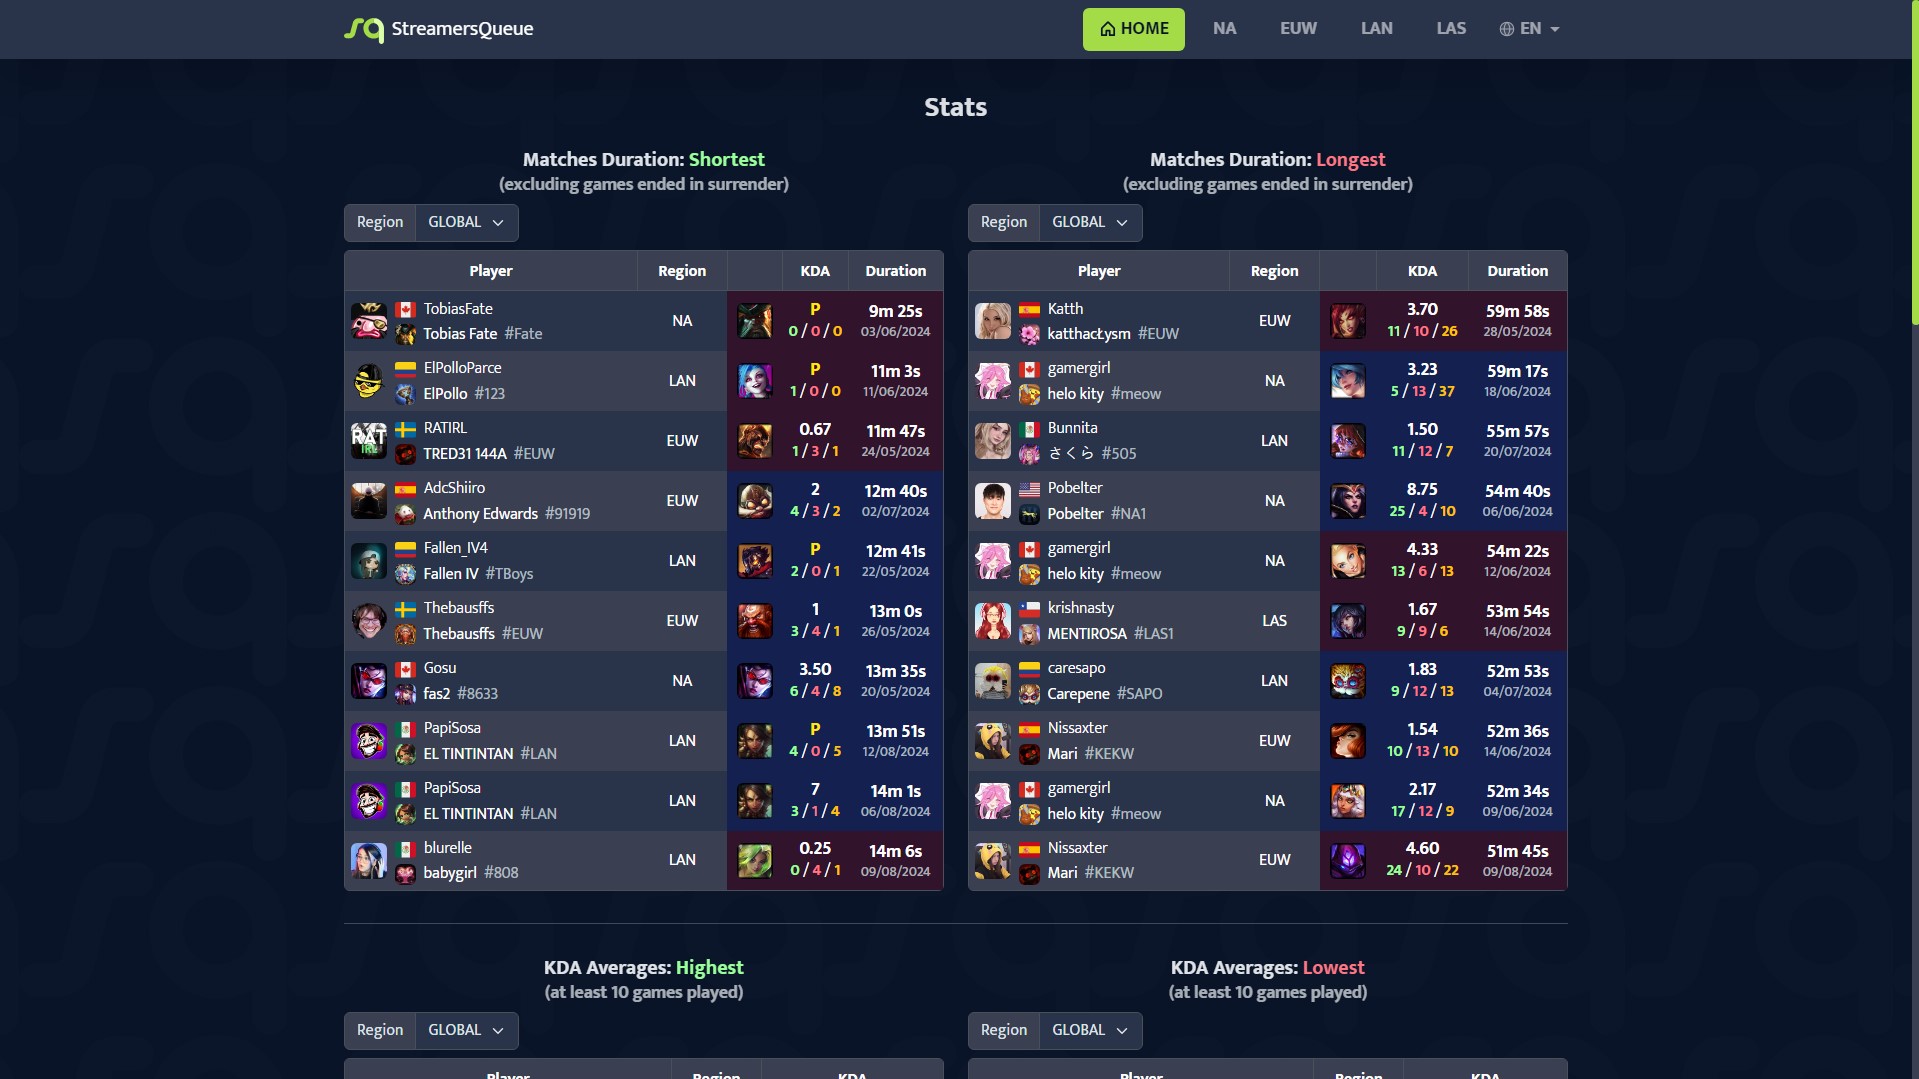 StreamersQueue
HOME NA EUW LAN LAS EN
Stats
Matches Duration: Shortest
(excluding games ended in surrender)
Region GLOBAL
Player Region KDA Duration
TobiasFate
Tobias Fate #Fate
NA
P
0 / 0 / 0
9m 25s
03/06/2024
ElPolloParce
ElPollo #123
LAN
P
1 / 0 / 0
11m 3s
11/06/2024
RATIRL
TRED31 144A #EUW
EUW
0.67
1 / 3 / 1
11m 47s
24/05/2024
AdcShiiro
Anthony Edwards #91919
EUW
2
4 / 3 / 2
12m 40s
02/07/2024
Fallen_IV4
Fallen IV #TBoys
LAN
P
2 / 0 / 1
12m 41s
22/05/2024
Thebausffs
Thebausffs #EUW
EUW
1
3 / 4 / 1
13m 0s
26/05/2024
Gosu
fas2 #8633
NA
3.50
6 / 4 / 8
13m 35s
20/05/2024
PapiSosa
EL TINTINTAN #LAN
LAN
P
4 / 0 / 5
13m 51s
12/08/2024
PapiSosa
EL TINTINTAN #LAN
LAN
7
3 / 1 / 4
14m 1s
06/08/2024
blurelle
babygirl #808
LAN
0.25
0 / 4 / 1
14m 6s
09/08/2024
Matches Duration: Longest
(excluding games ended in surrender)
Region GLOBAL
Player Region KDA Duration
Katth
katthacŁysm #EUW
EUW
3.70
11 / 10 / 26
59m 58s
28/05/2024
gamergirl
helo kity #meow
NA
3.23
5 / 13 / 37
59m 17s
18/06/2024
Bunnita
さくら #505
LAN
1.50
11 / 12 / 7
55m 57s
20/07/2024
Pobelter
Pobelter #NA1
NA
8.75
25 / 4 / 10
54m 40s
06/06/2024
gamergirl
helo kity #meow
NA
4.33
13 / 6 / 13
54m 22s
12/06/2024
krishnasty
MENTIROSA #LAS1
LAS
1.67
9 / 9 / 6
53m 54s
14/06/2024
caresapo
Carepene #SAPO
LAN
1.83
9 / 12 / 13
52m 53s
04/07/2024
Nissaxter
Mari #KEKW
EUW
1.54
10 / 13 / 10
52m 36s
14/06/2024
gamergirl
helo kity #meow
NA
2.17
17 / 12 / 9
52m 34s
09/06/2024
Nissaxter
Mari #KEKW
EUW
4.60
24 / 10 / 22
51m 45s
09/08/2024
KDA Averages: Highest
(at least 10 games played)
Region GLOBAL
Player Region KDA
KDA Averages: Lowest
(at least 10 games played)
Region GLOBAL
Player Region KDA